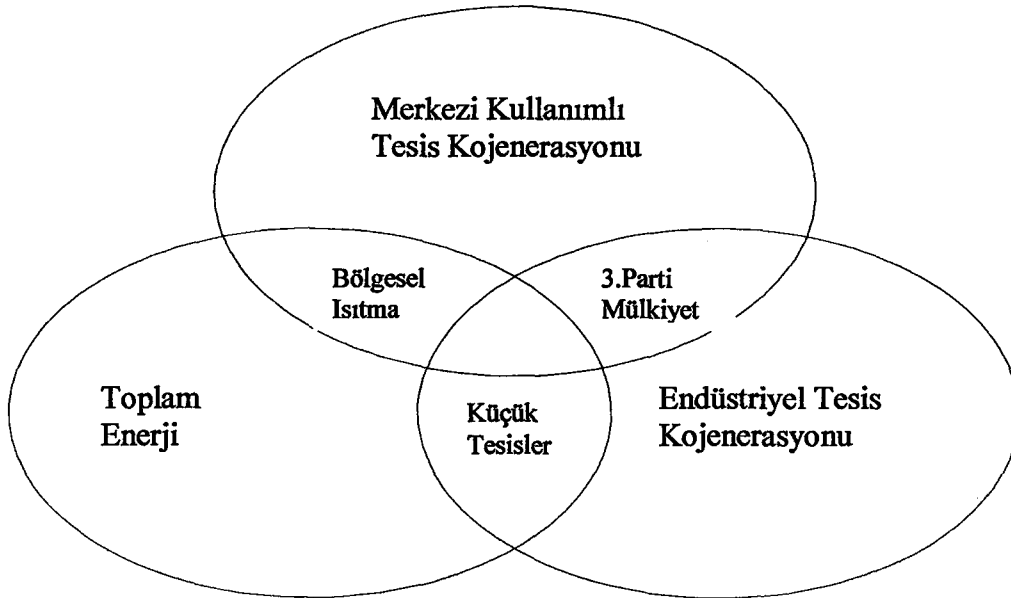 Merkezi Kullanımlı
Tesis Kojenerasyonu
Bölgesel
Isıtma
3.Parti
Mülkiyet
Toplam
Enerji
Küçük
Tesisler
Endüstriyel Tesis
Kojenerasyonu